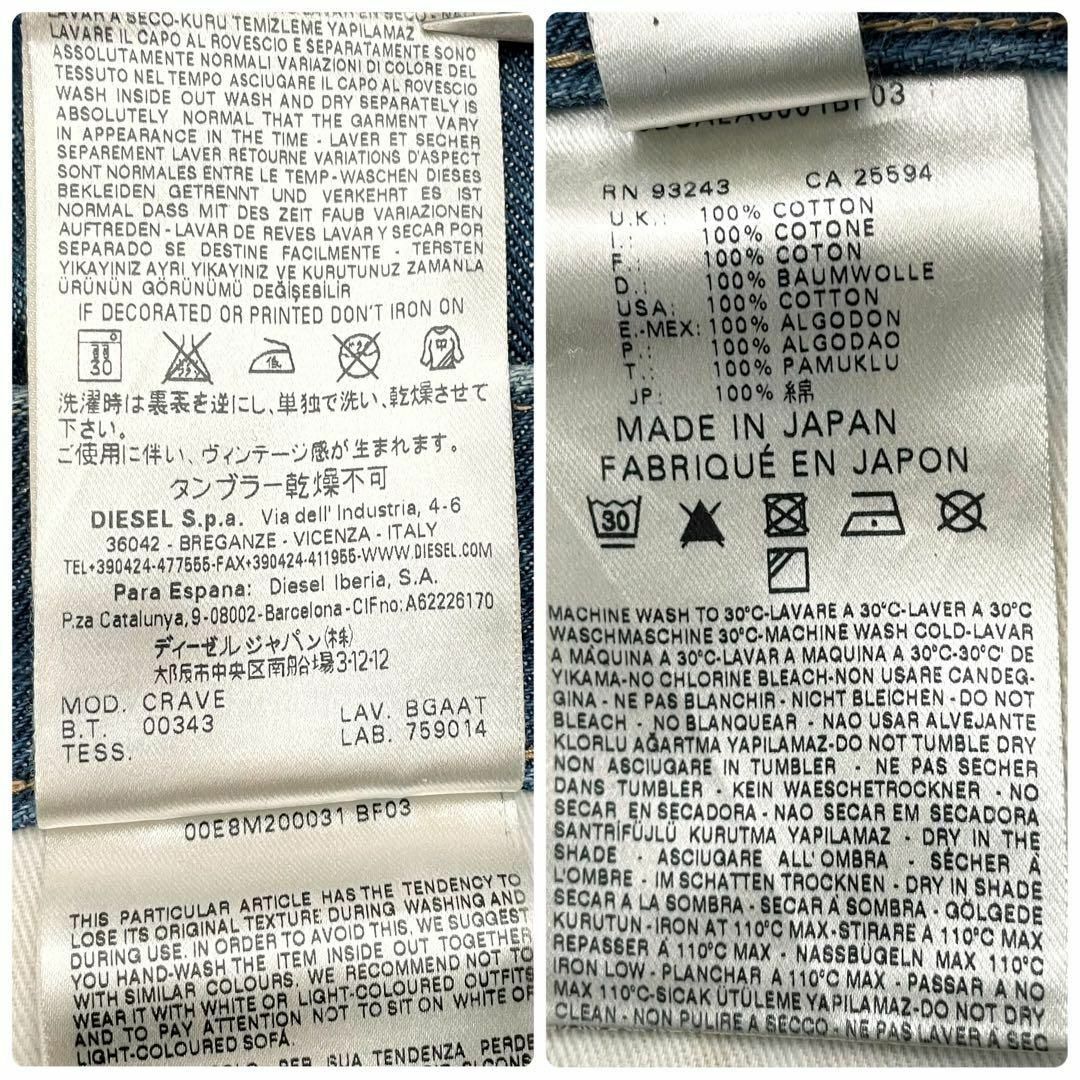 LAVAR A SECO-KURU TEMIZLEME YAPILAMAZ
LAVARE IL CAPO AL ROVESCIO E SEPARATAMENTE SONO
ASSOLUTAMENTE NORMALI VARIAZIONI DI COLORE DEL
TESSUTO NEL TEMPO ASCIUGARE IL CAPO AL ROVESCIO
WASH INSIDE OUT WASH AND DRY SEPARATELY IS
ABSOLUTELY NORMAL THAT THE GARMENT VARY
IN APPEARANCE IN THE TIME - LAVER ET SECHER
SEPAREMENT LAVER RETOURNE VARIATIONS D'ASPECT
SONT NORMALES ENTRE LE TEMP-WASCHEN DIESES
BEKLEIDEN GETRENNT UND VERKEHRT ES IST
NORMAL DASS MIT DES ZEIT FAUB VARIAZIONEN
AUFTREDEN - LAVAR DE REVES LAVAR Y SECAR POR
SEPARADO SE DESTINE FACILEMENTE - TERSTEN
YIKAYINIZ AYRI YIKAYINIZ VE KURUTUNUZ ZAMANLA
ÜRÜNÜN GÖRÜNÜMÜ DEĞİŞEBİLİR
IF DECORATED OR PRINTED DON'T IRON ON
30 低 中
洗濯時は裏表を逆にし、単独で洗い、乾燥させて
下さい。
ご使用に伴い、ヴィンテージ感が生まれます。
タンブラー乾燥不可
DIESEL S.p.a. Via dell' Industria, 4-6
36042 - BREGANZE - VICENZA - ITALY
TEL+390424-477555-FAX+390424-411955-WWW.DIESEL.COM
Para Espana: Diesel Iberia, S.A.
P.za Catalunya, 9-08002-Barcelona-CIFno:A62226170
ディーゼル ジャパン(株)
大阪市中央区南船場3-12-12
MOD. CRAVE
B.T. 00343
TESS.
LAV. BGAAT
LAB. 759014
00E8M200031 BF03
THIS PARTICULAR ARTICLE HAS THE TENDENCY TO
LOSE ITS ORIGINAL TEXTURE DURING WASHING AND
DURING USE. IN ORDER TO AVOID THIS, WE SUGGEST
YOU HAND-WASH THE ITEM INSIDE OUT TOGETHER
WITH SIMILAR COLOURS. WE RECOMMEND NOT TO
WEAR IT WITH WHITE OR LIGHT-COLOURED OUTFITS
AND TO PAY ATTENTION NOT TO SIT ON WHITE OR
LIGHT-COLOURED SOFÁ.
PER SUA TENDENZA PERDE
BF03
RN 93243 CA 25594
U.K.: 100% COTTON
I.: 100% COTONE
F.: 100% COTON
D.: 100% BAUMWOLLE
USA: 100% COTTON
E.-MEX: 100% ALGODON
P.: 100% ALGODAO
T.: 100% PAMUKLU
JP: 100% 綿
MADE IN JAPAN
FABRIQUÉ EN JAPON
30
MACHINE WASH TO 30°C-LAVARE A 30°C-LAVER A 30°C
WASCHMASCHINE 30°C-MACHINE WASH COLD-LAVAR
A MAQUINA A 30°C-LAVAR A MAQUINA A 30°C-30°C' DE
YIKAMA-NO CHLORINE BLEACH-NON USARE CANDEG-
GINA - NE PAS BLANCHIR - NICHT BLEICHEN - DO NOT
BLEACH - NO BLANQUEAR - NAO USAR ALVEJANTE
KLORLU AĞARTMA YAPILAMAZ-DO NOT TUMBLE DRY
NON ASCIUGARE IN TUMBLER - NE PAS SECHER
DANS TUMBLER - KEIN WAESCHETROCKNER - NO
SECAR EN SECADORA - NAO SECAR EM SECADORA
SANTRİFÜJLÜ KURUTMA YAPILAMAZ - DRY IN THE
SHADE - ASCIUGARE ALL'OMBRA - SÉCHER À
L'OMBRE - IM SCHATTEN TROCKNEN - DRY IN SHADE
SECAR A LA SOMBRA - SECAR Á SOMBRA - GÖLGEDE
KURUTUN - IRON AT 110°C MAX - STIRARE A 110°C MAX
REPASSER À 110°C MAX - NASSBÜGELN MAX 110°C
IRON LOW - PLANCHAR A 110°C MAX - PASSAR A NO
MAX 110°C-SICAK ÜTÜLEME YAPILAMAZ-DO NOT DRY
CLEAN - NON PULIRE A SECCO - NE PAS LAVER A SEC